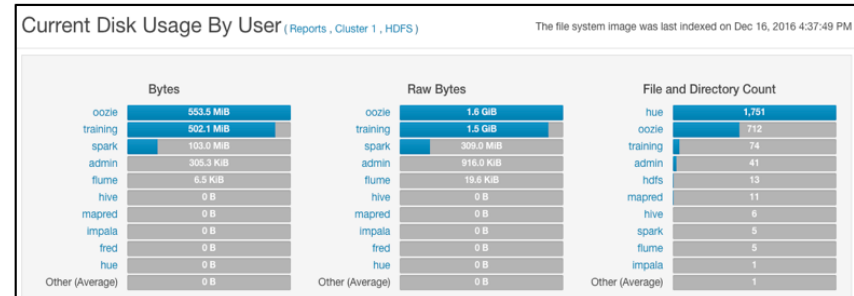 Current Disk Usage By User ( Reports , Cluster 1 , HDFS )
The file system image was last indexed on Dec 16, 2016 4:37:49 PM
Bytes
oozie 553.5 MiB
training 502.1 MiB
spark 103.0 MiB
admin 305.3 KiB
flume 6.5 KiB
hive 0 B
mapred 0 B
impala 0 B
fred 0 B
hue 0 B
Other (Average) 0 B
Raw Bytes
oozie 1.6 GiB
training 1.5 GiB
spark 309.0 MiB
admin 916.0 KiB
flume 19.6 KiB
hive 0 B
mapred 0 B
impala 0 B
fred 0 B
hue 0 B
Other (Average) 0 B
File and Directory Count
hue 1,751
oozie 712
training 74
admin 41
hdfs 13
mapred 11
hive 6
spark 5
flume 5
impala 1
Other (Average) 1